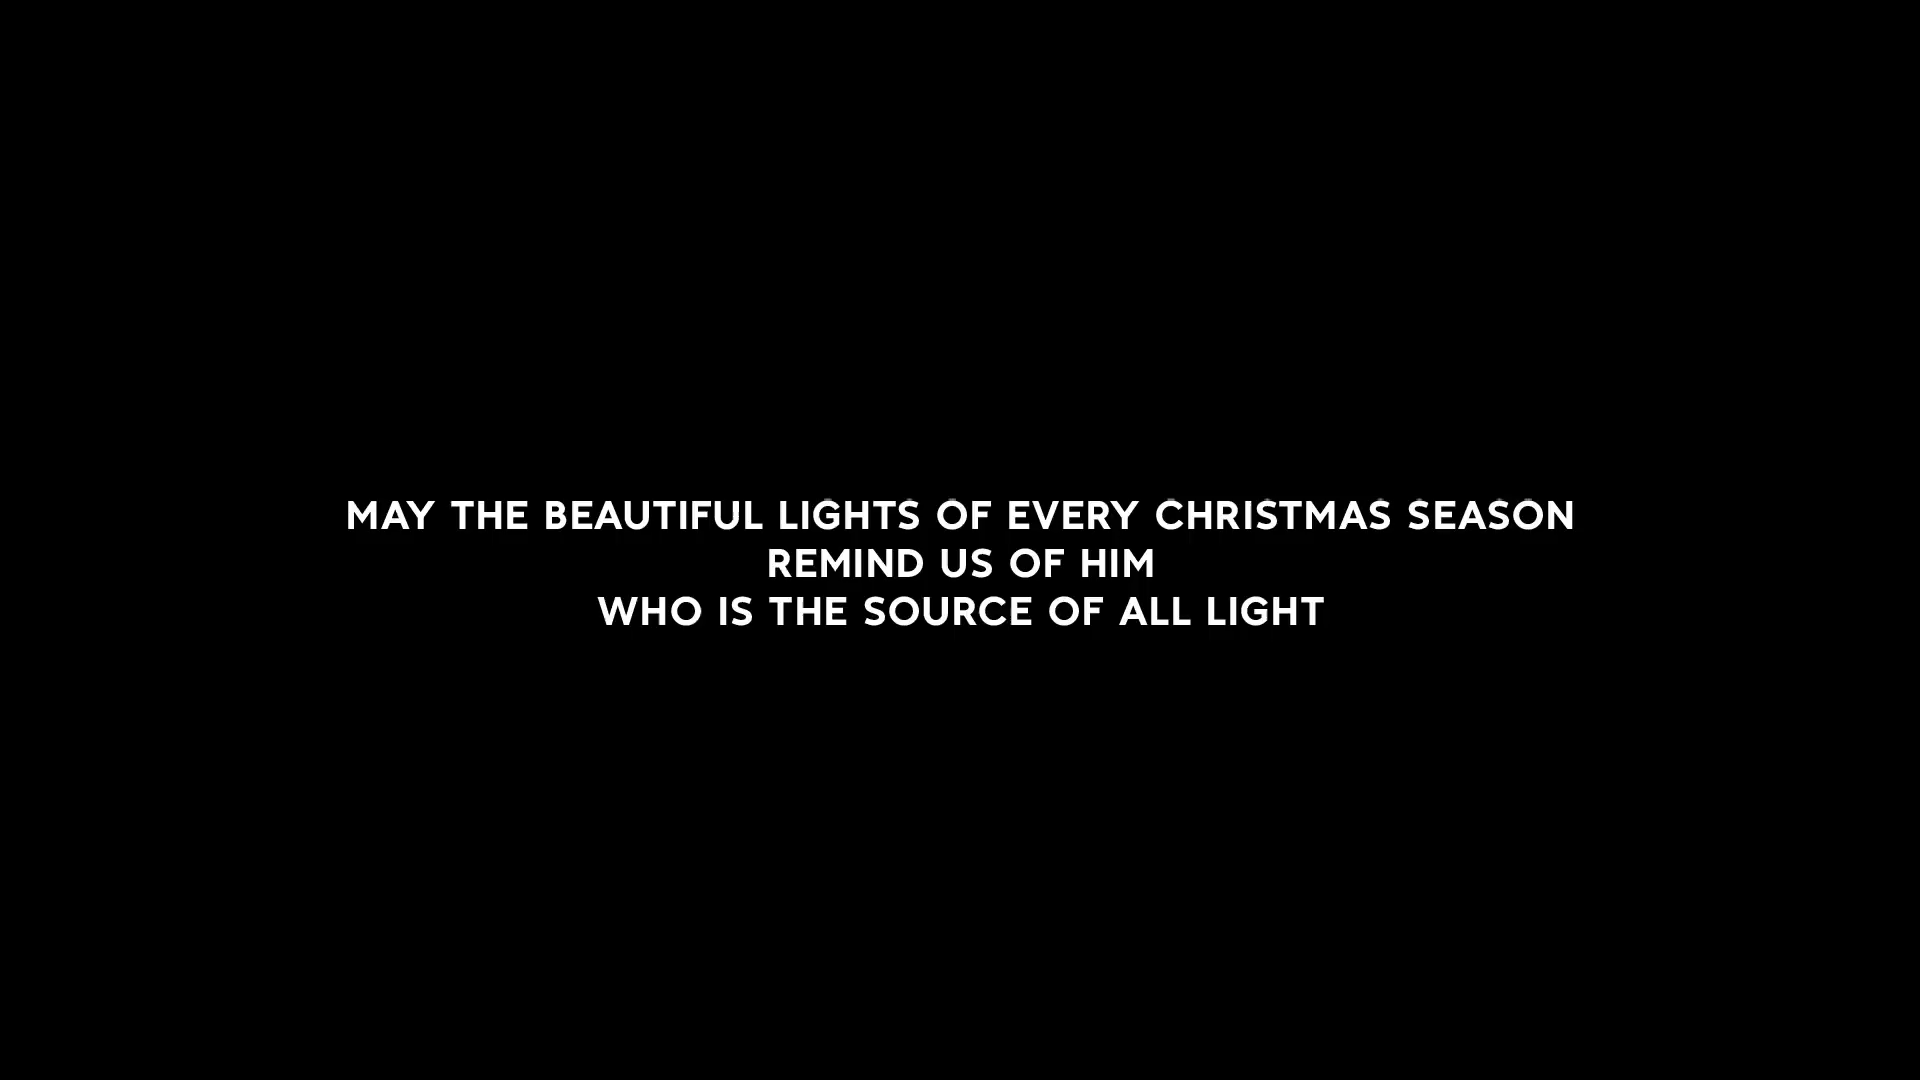 MAY THE BEAUTIFUL LIGHTS OF EVERY CHRISTMAS SEASON
REMIND US OF HIM
WHO IS THE SOURCE OF ALL LIGHT